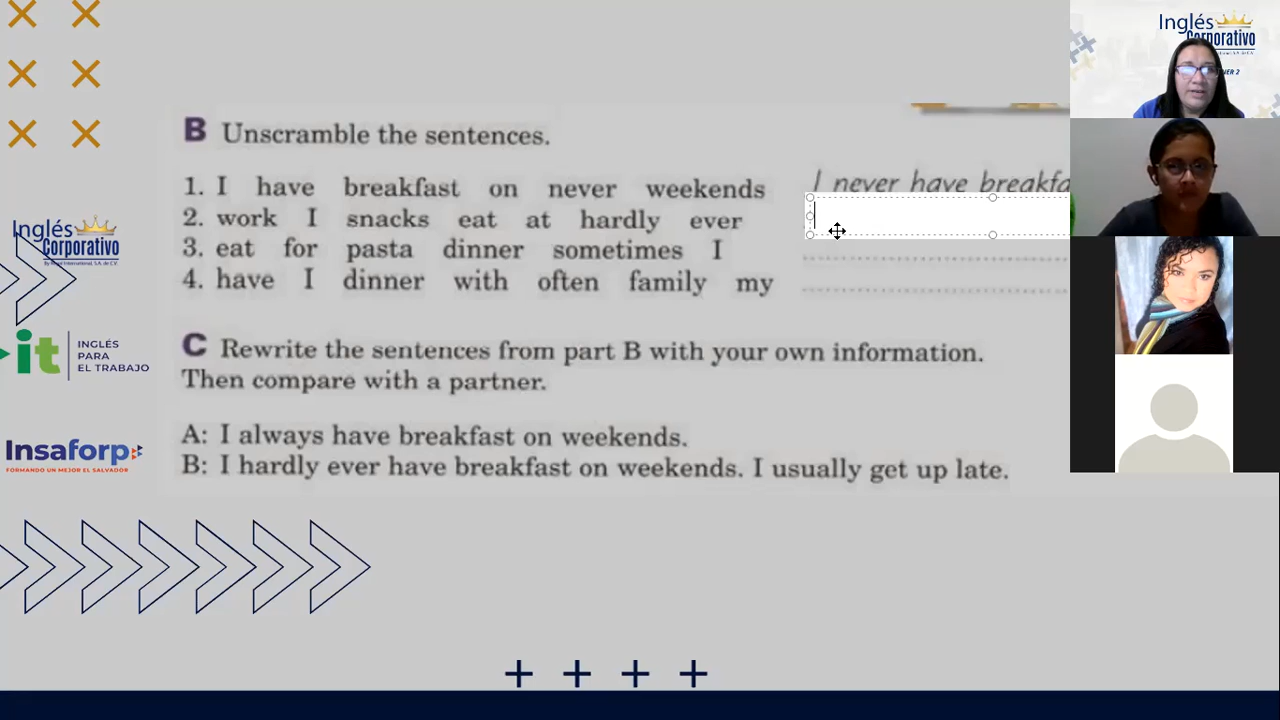 Inglés
Corporativo
B Unscramble the sentences.
1. I have breakfast on never weekends
I never have breakfa
2. work I snacks eat at hardly ever
3. eat for pasta dinner sometimes I
4. have I dinner with often family my
C Rewrite the sentences from part B with your own information.
Then compare with a partner.
A: I always have breakfast on weekends.
B: I hardly ever have breakfast on weekends. I usually get up late.
Inglés
Corporativo
it INGLÉS
PARA
EL TRABAJO
Insaforp
FORMANDO UN MEJOR EL SALVADOR